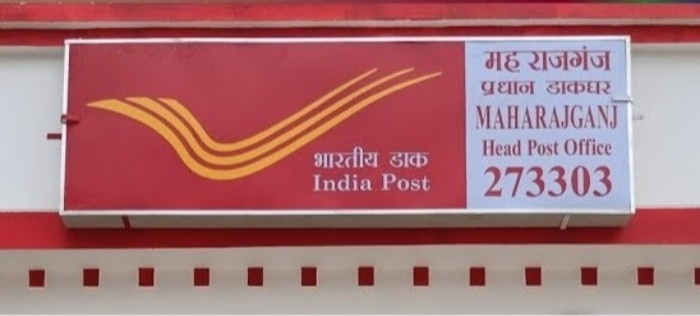 भारतीय डाक
India Post
मह राजगंज
प्रधान डाकघर
MAHARAJGANJ
Head Post Office
273303